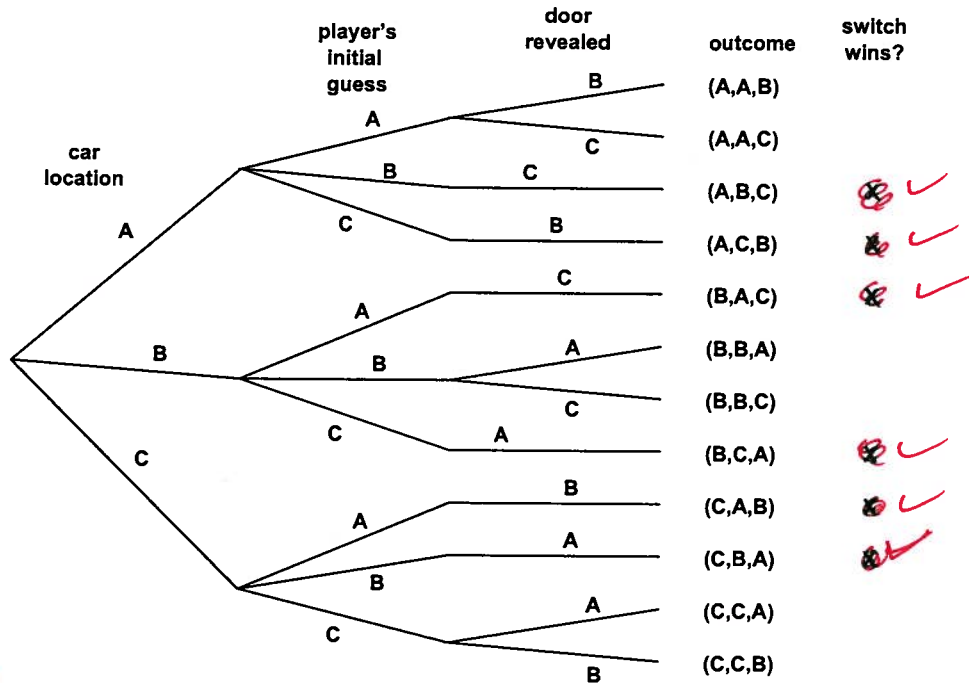 player's
initial
guess
door
revealed
outcome
switch
wins?
car
location
A
B
C
A
B
C
A
B
C
A
B
C
B
C
C
B
C
A
C
A
B
A
A
B
(A,A,B)
(A,A,C)
(A,B,C) x ✓
(A,C,B) x ✓
(B,A,C) x ✓
(B,B,A)
(B,B,C)
(B,C,A) x ✓
(C,A,B) x ✓
(C,B,A) x ✓
(C,C,A)
(C,C,B)